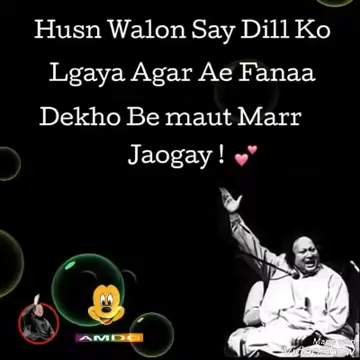 Husn Walon Say Dill Ko
Lgaya Agar Ae Fanaa
Dekho Be maut Marr
Jaogay !
AMDC